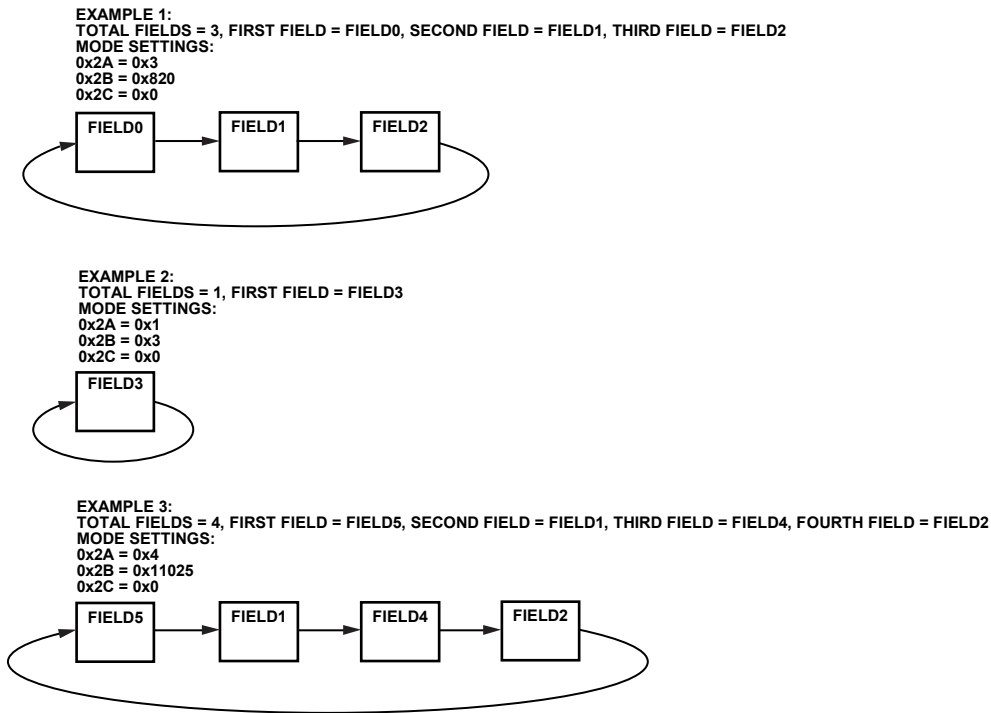 EXAMPLE 1:
TOTAL FIELDS = 3, FIRST FIELD = FIELD0, SECOND FIELD = FIELD1, THIRD FIELD = FIELD2
MODE SETTINGS:
0x2A = 0x3
0x2B = 0x820
0x2C = 0x0
FIELD0 FIELD1 FIELD2
EXAMPLE 2:
TOTAL FIELDS = 1, FIRST FIELD = FIELD3
MODE SETTINGS:
0x2A = 0x1
0x2B = 0x3
0x2C = 0x0
FIELD3
EXAMPLE 3:
TOTAL FIELDS = 4, FIRST FIELD = FIELD5, SECOND FIELD = FIELD1, THIRD FIELD = FIELD4, FOURTH FIELD = FIELD2
MODE SETTINGS:
0x2A = 0x4
0x2B = 0x11025
0x2C = 0x0
FIELD5 FIELD1 FIELD4 FIELD2